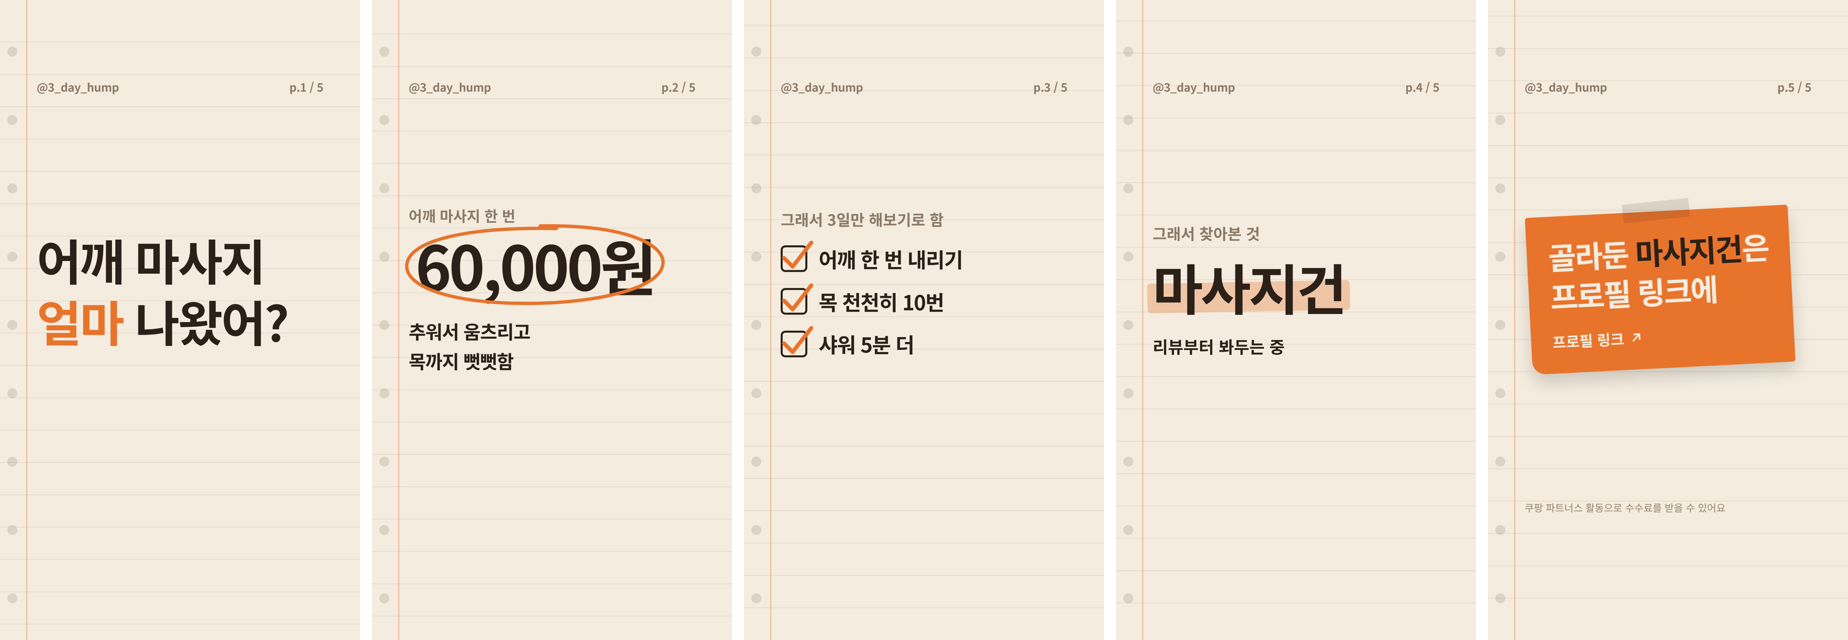 @3_day_hump p.1 / 5
어깨 마사지
얼마 나왔어?
@3_day_hump p.2 / 5
어깨 마사지 한 번
60,000원
추워서 움츠리고
목까지 뻣뻣함
@3_day_hump p.3 / 5
그래서 3일만 해보기로 함
어깨 한 번 내리기
목 천천히 10번
샤워 5분 더
@3_day_hump p.4 / 5
그래서 찾아본 것
마사지건
리뷰부터 봐두는 중
@3_day_hump p.5 / 5
골라둔 마사지건은
프로필 링크에
프로필 링크 ↗
쿠팡 파트너스 활동으로 수수료를 받을 수 있어요